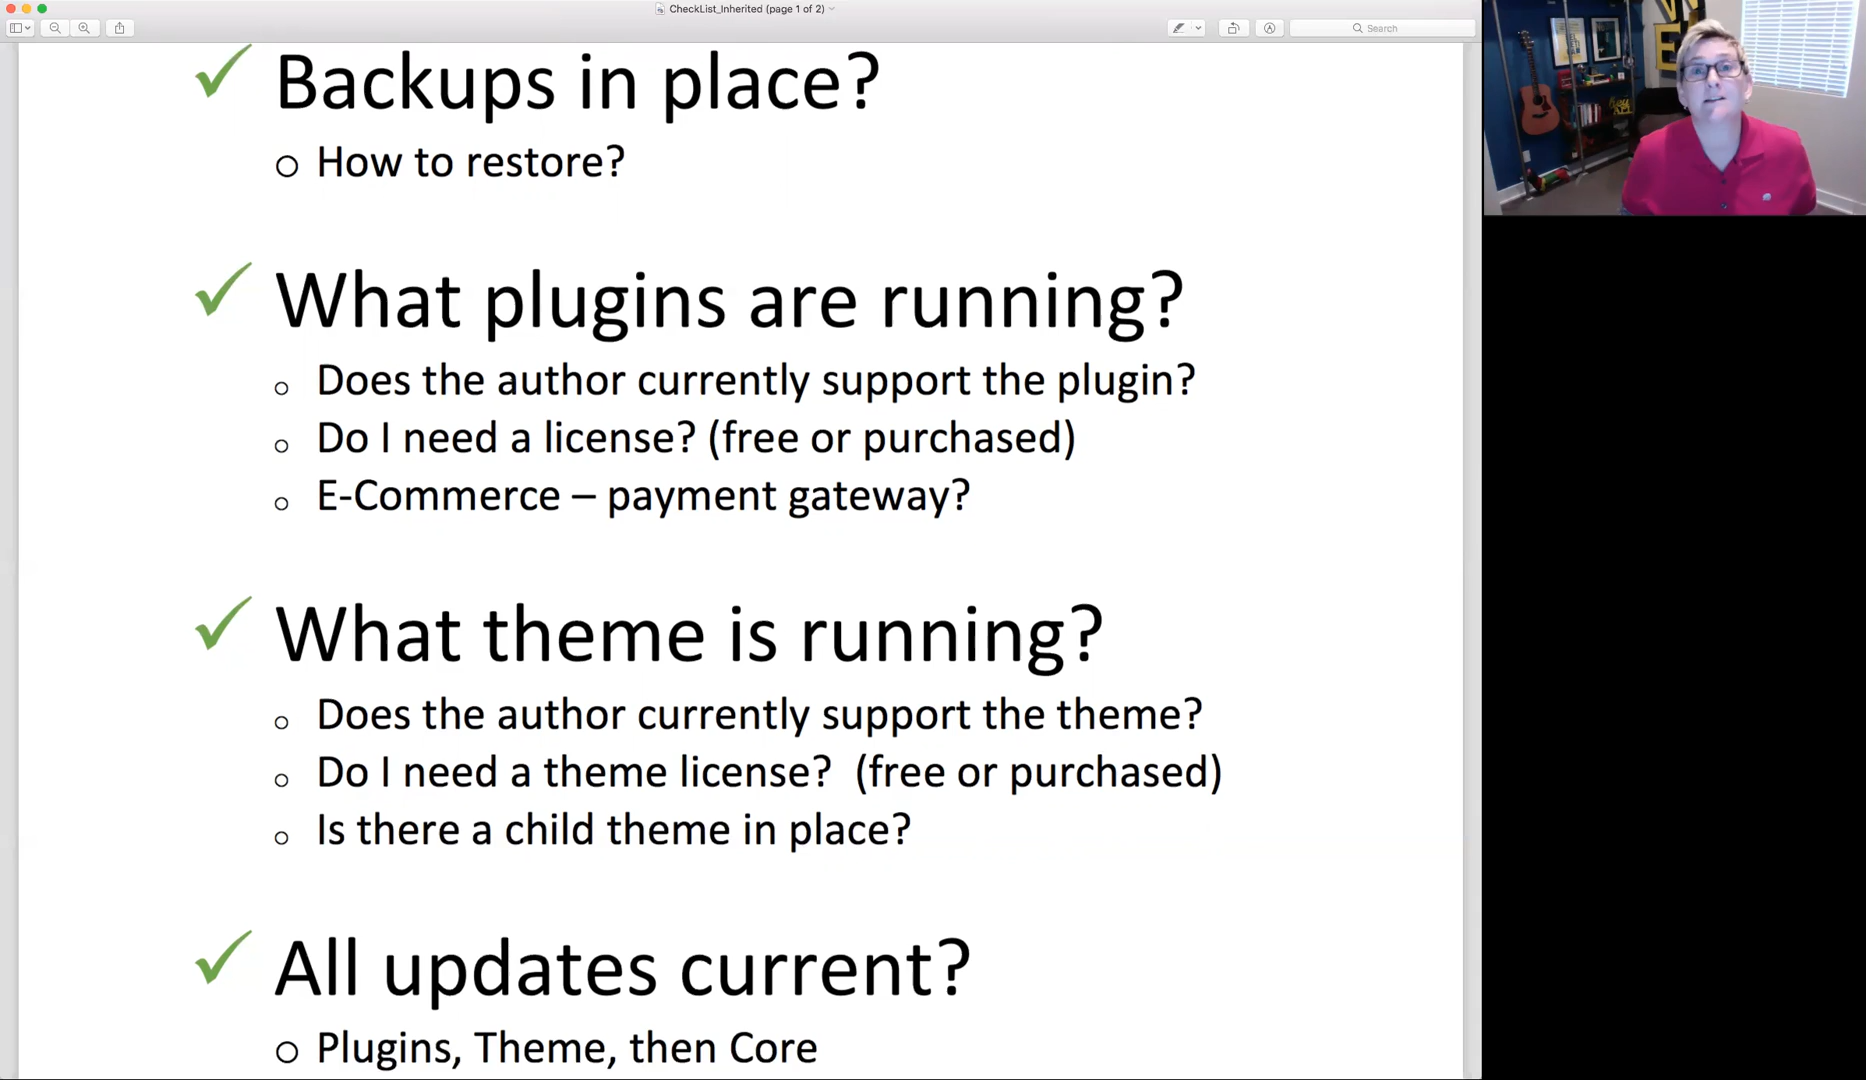 CheckList_Inherited (page 1 of 2)
Search
Backups in place?
How to restore?
What plugins are running?
Does the author currently support the plugin?
Do I need a license? (free or purchased)
E-Commerce – payment gateway?
What theme is running?
Does the author currently support the theme?
Do I need a theme license? (free or purchased)
Is there a child theme in place?
All updates current?
Plugins, Theme, then Core